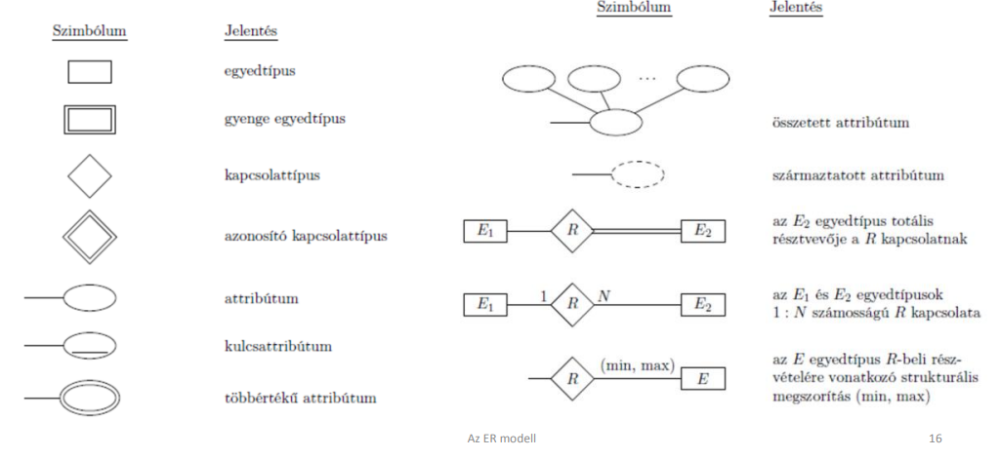 Szimbólum Jelentés
egyedtípus
gyenge egyedtípus
kapcsolattípus
azonosító kapcsolattípus
attribútum
kulcsattribútum
többértékű attribútum
Szimbólum Jelentés
...
összetett attribútum
származtatott attribútum
E₁ R E₂
az E₂ egyedtípus totális
résztvevője a R kapcsolatnak
E₁ 1 R N E₂
az E₁ és E₂ egyedtípusok
1 : N számosságú R kapcsolata
R (min, max) E
az E egyedtípus R-beli rész-
vételére vonatkozó strukturális
megszorítás (min, max)
Az ER modell
16